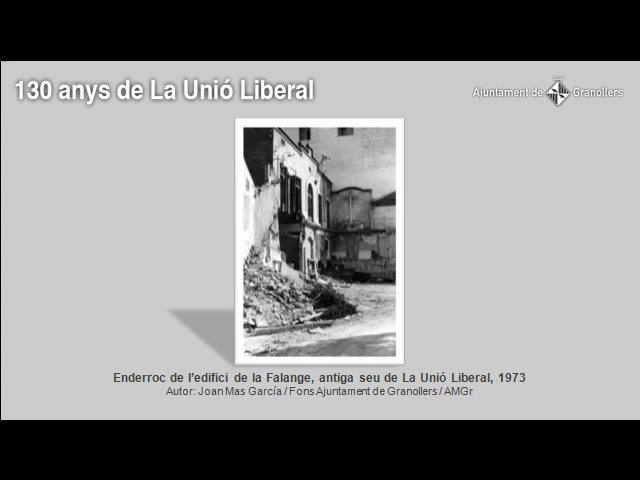 130 anys de La Unió Liberal
Ajuntament de Granollers
Enderroc de l'edifici de la Falange, antiga seu de La Unió Liberal, 1973
Autor: Joan Mas García / Fons Ajuntament de Granollers / AMGr